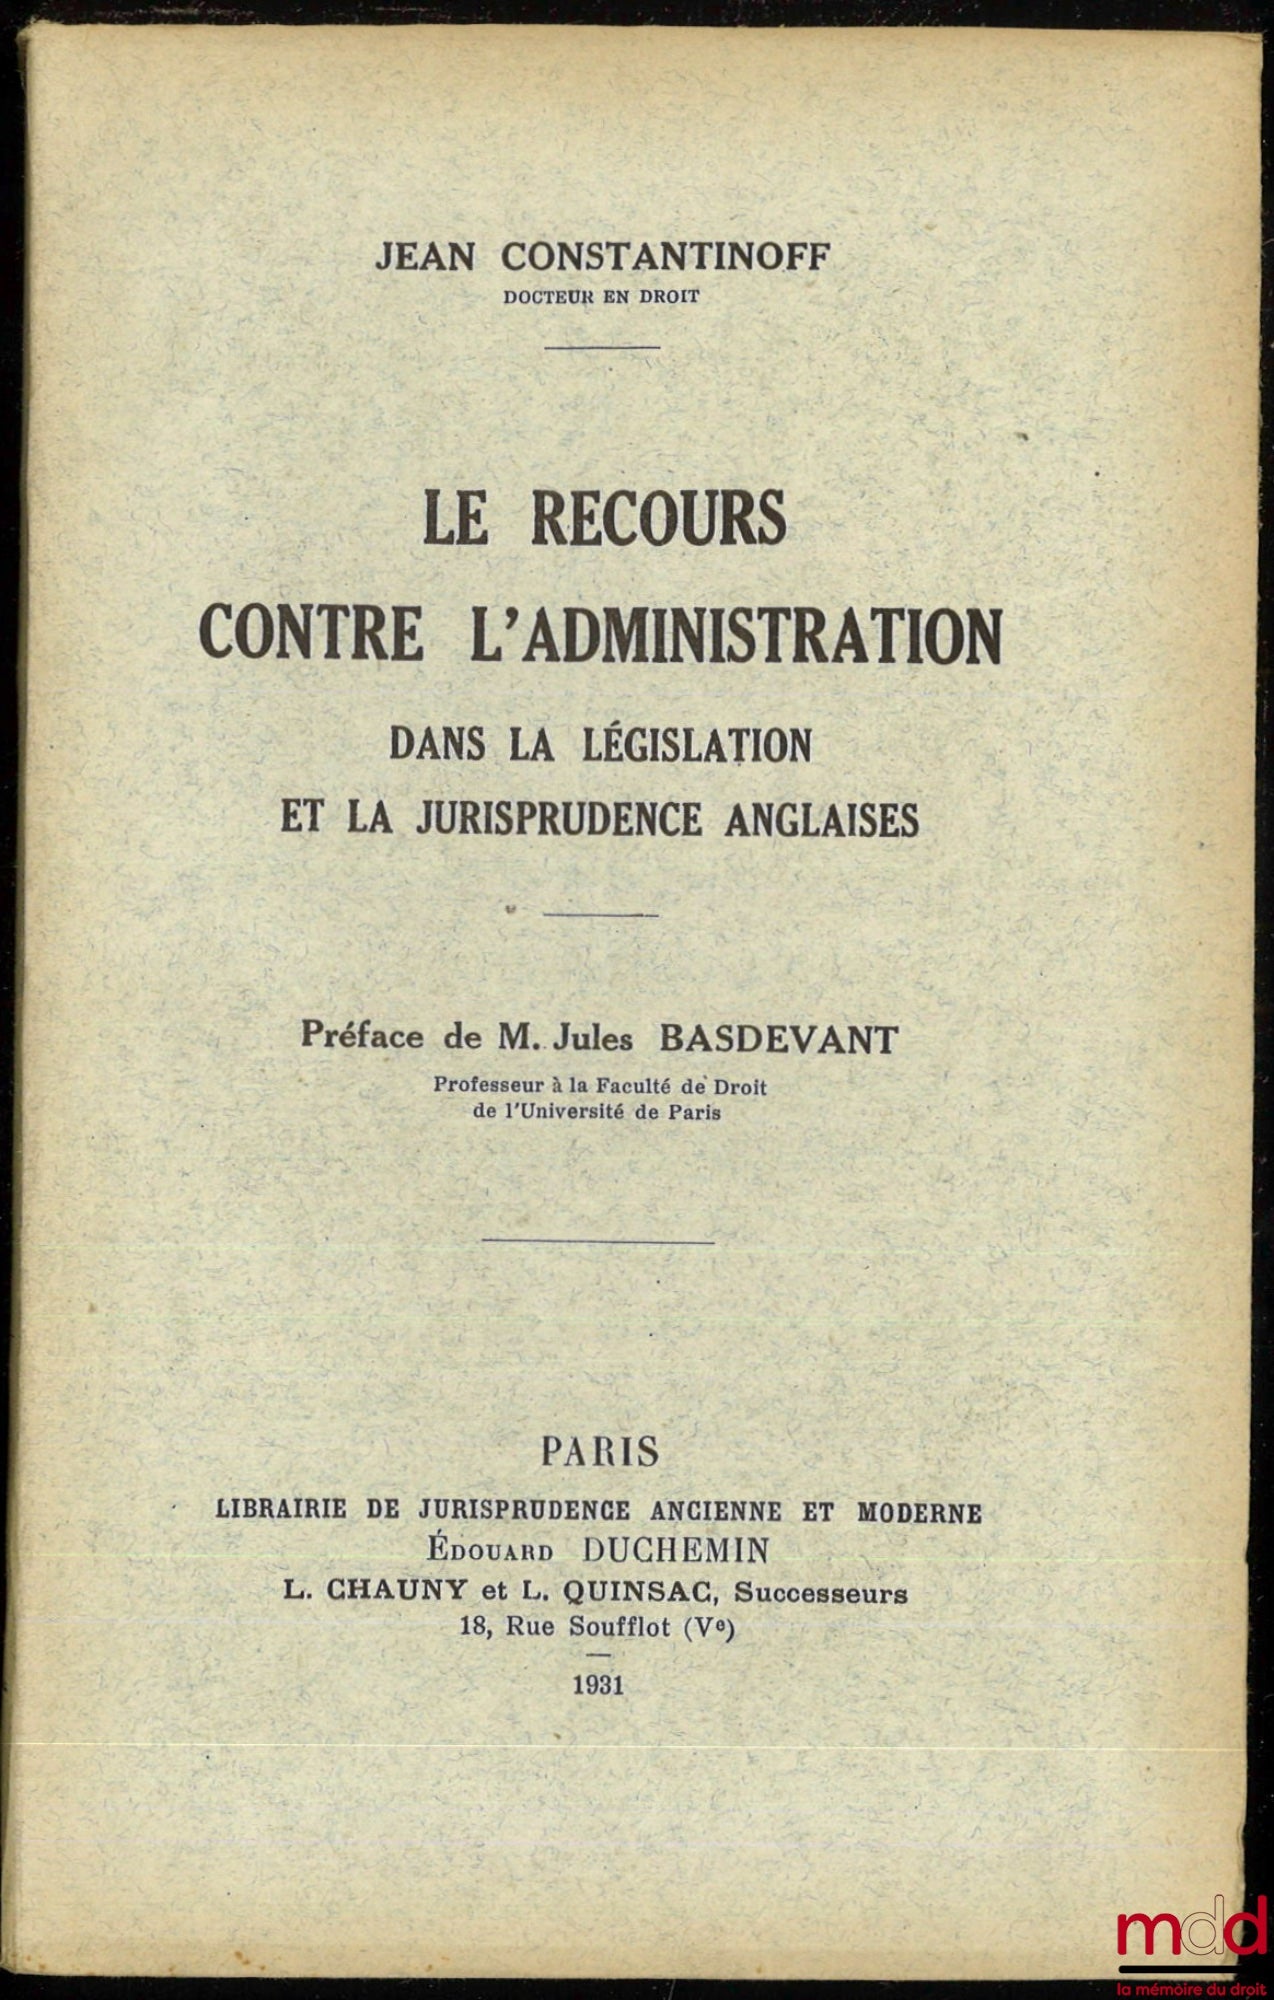 JEAN CONSTANTINOFF
DOCTEUR EN DROIT
LE RECOURS
CONTRE L'ADMINISTRATION
DANS LA LÉGISLATION
ET LA JURISPRUDENCE ANGLAISES
Préface de M. Jules BASDEVANT
Professeur à la Faculté de Droit
de l'Université de Paris
PARIS
LIBRAIRIE DE JURISPRUDENCE ANCIENNE ET MODERNE
ÉDOUARD DUCHEMIN
L. CHAUNY et L. QUINSAC, Successeurs
18, Rue Soufflot (Ve)
1931
mdd
la mémoire du droit